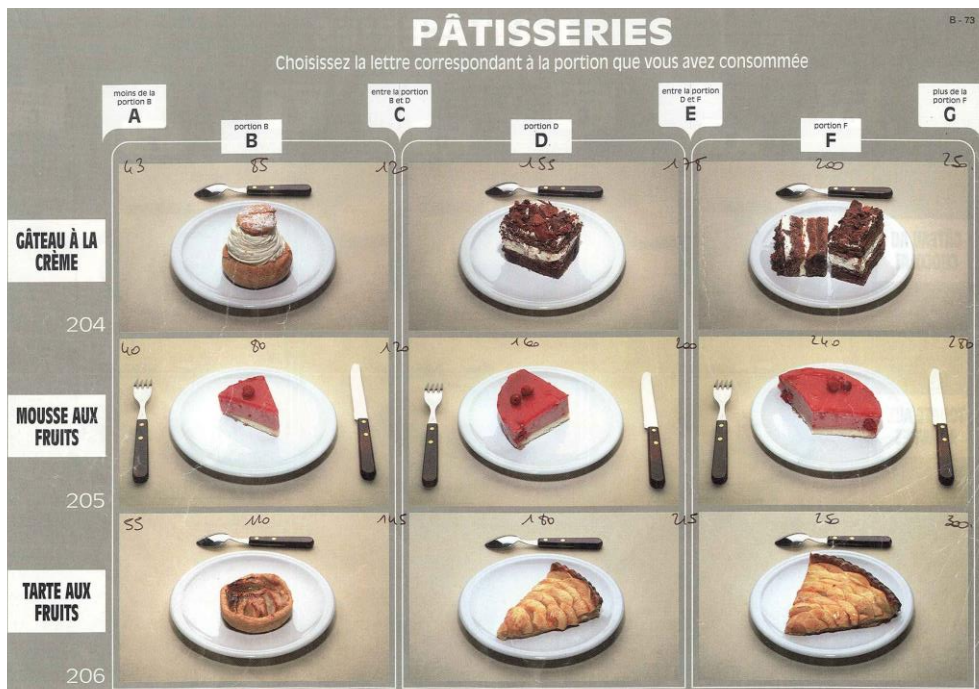 PÂTISSERIES
B - 73
Choisissez la lettre correspondant à la portion que vous avez consommée
moins de la
portion B
A
portion B
B
entre la portion
B et D
C
portion D
D
entre la portion
D et F
E
portion F
F
plus de la
portion F
G
43 85 120 155 178 200 250
GÂTEAU À LA
CRÈME
204
40 80 120 160 200 240 280
MOUSSE AUX
FRUITS
205
55 110 145 180 215 250 300
TARTE AUX
FRUITS
206